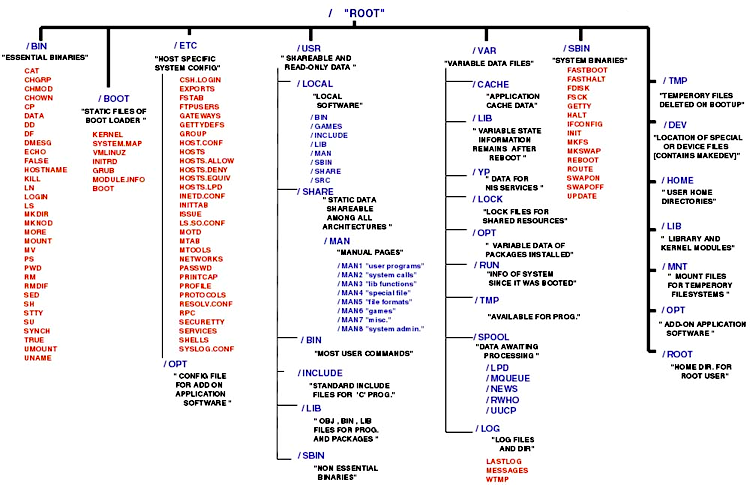 / "ROOT"
/ BIN
"ESSENTIAL BINARIES"
CAT
CHGRP
CHMOD
CHOWN
CP
DATA
DD
DF
DMESG
ECHO
FALSE
HOSTNAME
KILL
LN
LOGIN
LS
MKDIR
MKNOD
MORE
MOUNT
MV
PS
PWD
RM
RMDIF
SED
SH
STTY
SU
SYNCH
TRUE
UMOUNT
UNAME
/ BOOT
"STATIC FILES OF
BOOT LOADER "
KERNEL
SYSTEM.MAP
VMLINUZ
INITRD
GRUB
MODULE.INFO
BOOT
/ ETC
"HOST SPECIFIC
SYSTEM CONFIG"
CSH.LOGIN
EXPORTS
FSTAB
FTPUSERS
GATEWAYS
GETTYDEFS
GROUP
HOST.CONF
HOSTS
HOSTS.ALLOW
HOSTS.DENY
HOSTS.EQUIV
HOSTS.LPD
INETD.CONF
INITTAB
ISSUE
LS.SO.CONF
MOTD
MTAB
MTOOLS
NETWORKS
PASSWD
PRINTCAP
PROFILE
PROTOCOLS
RESOLV.CONF
RPC
SECURETTY
SERVICES
SHELLS
SYSLOG.CONF
/ OPT
" CONFIG FILE
FOR ADD ON
APPLICATION
SOFTWARE "
/ USR
" SHAREABLE AND
READ-ONLY DATA "
/ LOCAL
"LOCAL
SOFTWARE"
/ BIN
/ GAMES
/ INCLUDE
/ LIB
/ MAN
/ SBIN
/ SHARE
/ SRC
/ SHARE
" STATIC DATA
SHAREABLE
AMONG ALL
ARCHITECTURES "
/ MAN
"MANUAL PAGES"
/ MAN1 "user programs"
/ MAN2 "system calls"
/ MAN3 "lib functions"
/ MAN4 "special file"
/ MAN5 "file formats"
/ MAN6 "games"
/ MAN7 "misc."
/ MAN8 "system admin."
/ BIN
"MOST USER COMMANDS"
/ INCLUDE
"STANDARD INCLUDE
FILES FOR 'C' PROG."
/ LIB
" OBJ , BIN , LIB
FILES FOR PROG.
AND PACKAGES "
/ SBIN
"NON ESSENTIAL
BINARIES"
/ VAR
"VARIABLE DATA FILES"
/ CACHE
"APPLICATION
CACHE DATA"
/ LIB
" VARIABLE STATE
INFORMATION
REMAINS AFTER
REBOOT "
/ YP
" DATA FOR
NIS SERVICES "
/ LOCK
"LOCK FILES FOR
SHARED RESOURCES"
/ OPT
" VARIABLE DATA OF
PACKAGES INSTALLED"
/ RUN
"INFO OF SYSTEM
SINCE IT WAS BOOTED"
/ TMP
"AVAILABLE FOR PROG."
/ SPOOL
"DATA AWAITING
PROCESSING "
/ LPD
/ MQUEUE
/ NEWS
/ RWHO
/ UUCP
/ LOG
"LOG FILES
AND DIR"
LASTLOG
MESSAGES
WTMP
/ SBIN
"SYSTEM BINARIES"
FASTBOOT
FASTHALT
FDISK
FSCK
GETTY
HALT
IFCONFIG
INIT
MKFS
MKSWAP
REBOOT
ROUTE
SWAPON
SWAPOFF
UPDATE
/ TMP
"TEMPERORY FILES
DELETED ON BOOTUP"
/ DEV
"LOCATION OF SPECIAL
OR DEVICE FILES
[CONTAINS MAKEDEV]"
/ HOME
" USER HOME
DIRECTORIES"
/ LIB
" LIBRARY AND
KERNEL MODULES"
/ MNT
" MOUNT FILES
FOR TEMPERORY
FILESYSTEMS "
/ OPT
" ADD-ON APPLICATION
SOFTWARE "
/ ROOT
"HOME DIR. FOR
ROOT USER"